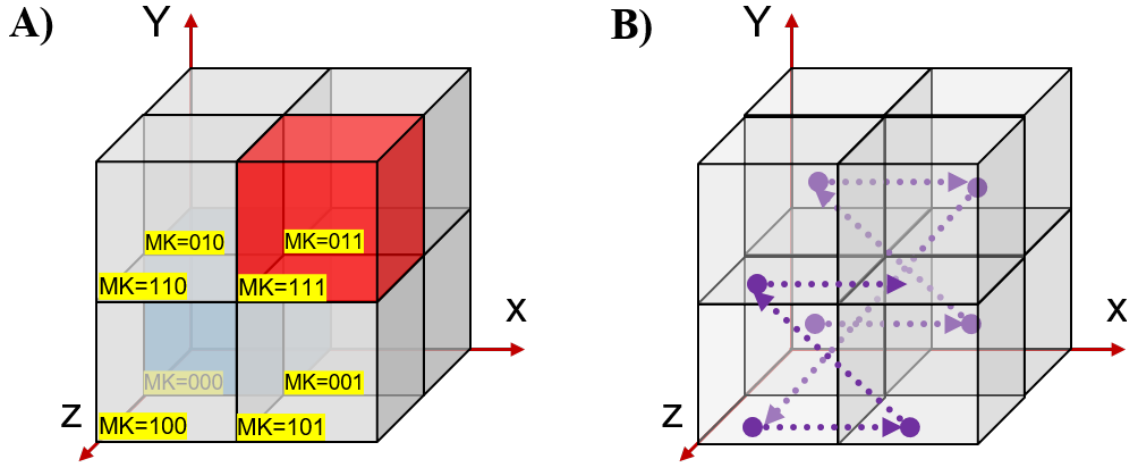 A)
Y
MK=010
MK=011
MK=110
MK=111
X
MK=000
MK=001
Z
MK=100
MK=101
B)
Y
X
Z